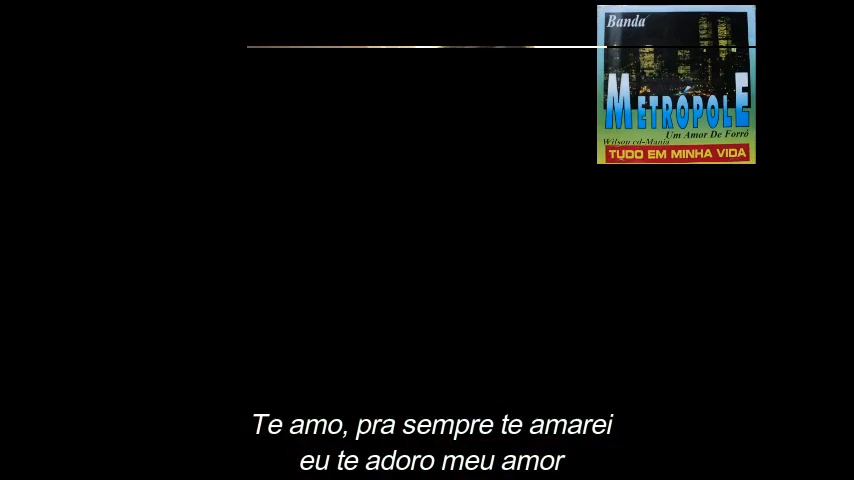 Banda
METRÓPOLE
Um Amor De Forró
Wilson cd-Mania
TUDO EM MINHA VIDA
Te amo, pra sempre te amarei
eu te adoro meu amor